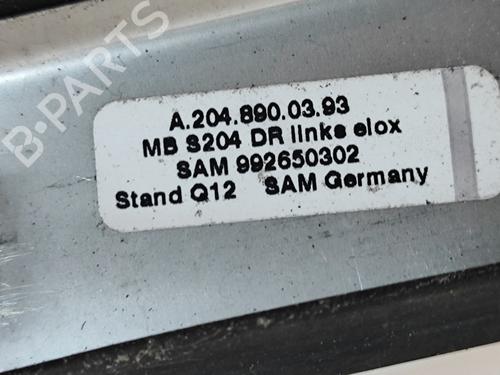 B-PARTS
A.204.890.03.93
MB S204 DR links elox
SAM 992650302
Stand Q12 SAM Germany